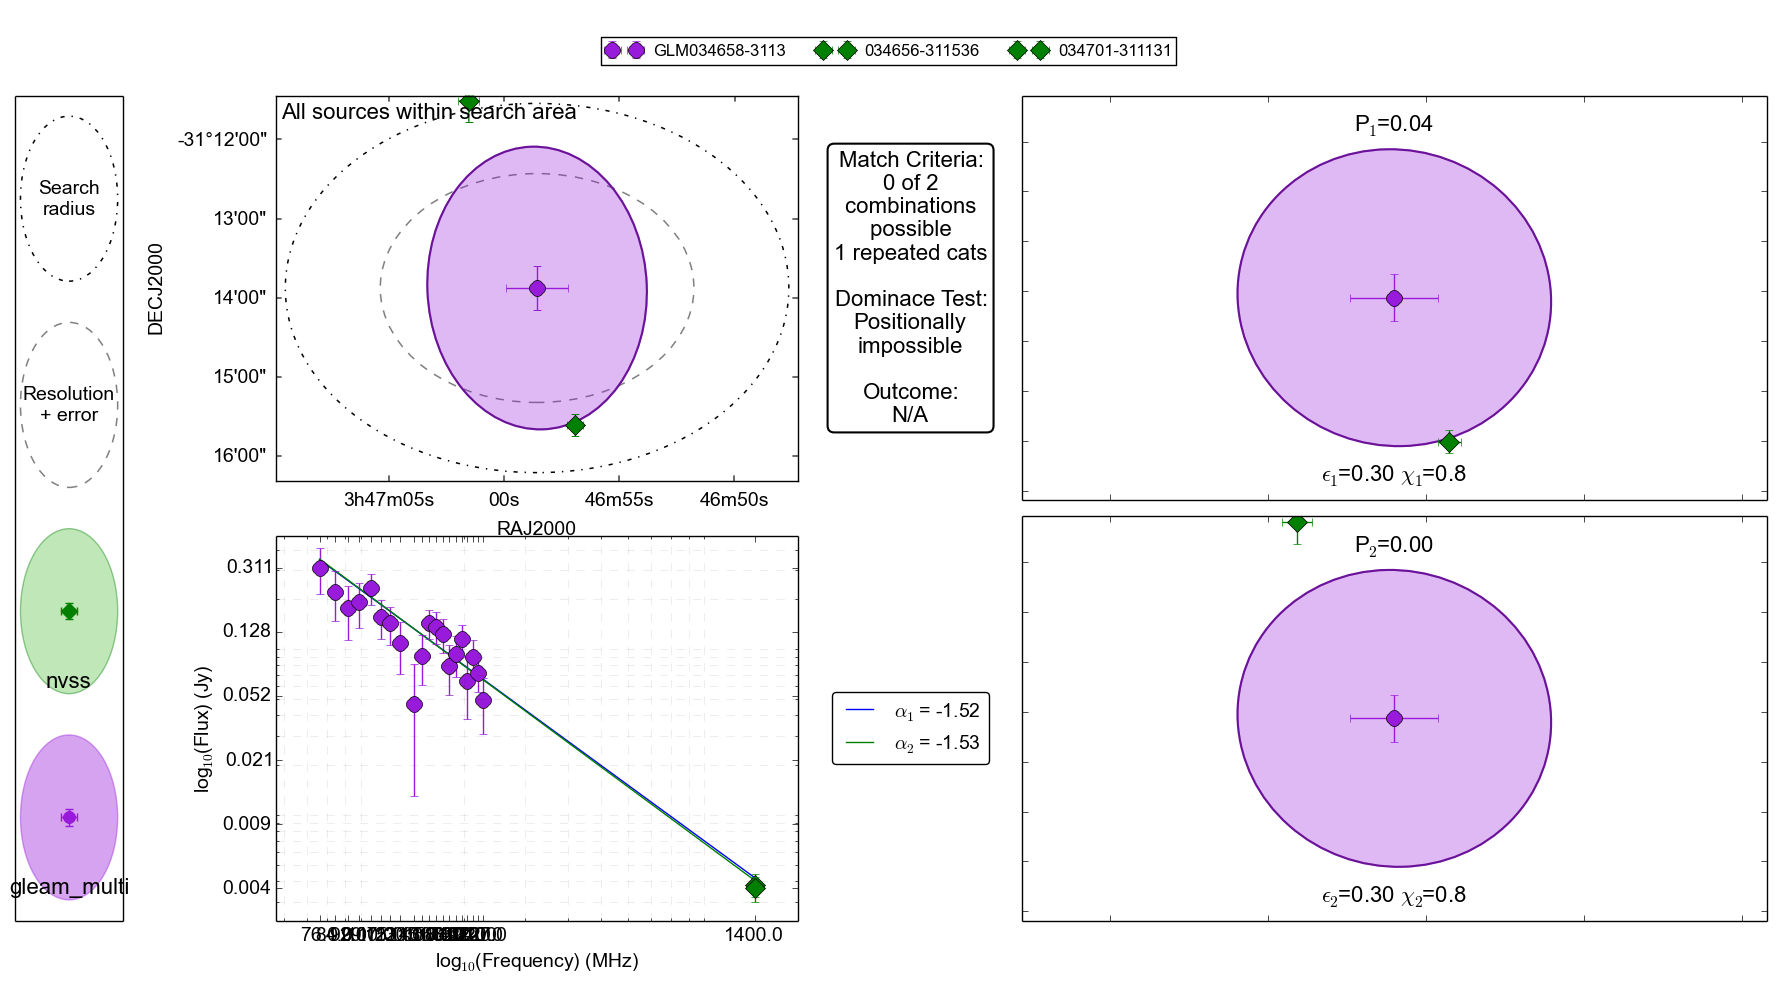 GLM034658-3113 034656-311536 034701-311131
Search
radius
Resolution
+ error
nvss
gleam_multi
All sources within search area
DECJ2000
-31°12'00"
13'00"
14'00"
15'00"
16'00"
3h47m05s 00s 46m55s 46m50s
RAJ2000
Match Criteria:
0 of 2
combinations
possible
1 repeated cats
Dominace Test:
Positionally
impossible
Outcome:
N/A
P1=0.04
ϵ1=0.30 χ1=0.8
P2=0.00
ϵ2=0.30 χ2=0.8
log10(Flux) (Jy)
0.311
0.128
0.052
0.021
0.009
0.004
1400.0
log10(Frequency) (MHz)
α1 = -1.52
α2 = -1.53